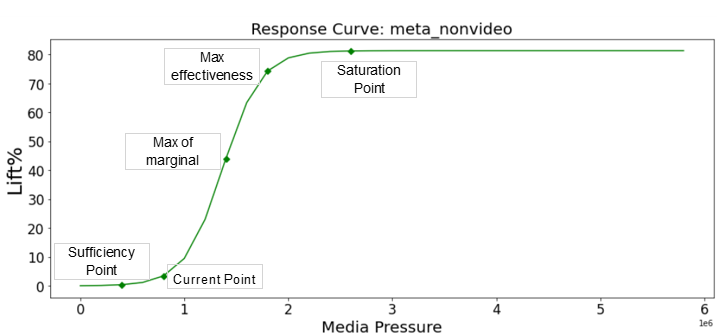 Response Curve: meta_nonvideo
Lift%
80
70
60
50
40
30
20
10
0
Max
effectiveness
Saturation
Point
Max of
marginal
Sufficiency
Point
Current Point
0 1 2 3 4 5 6
1e6
Media Pressure